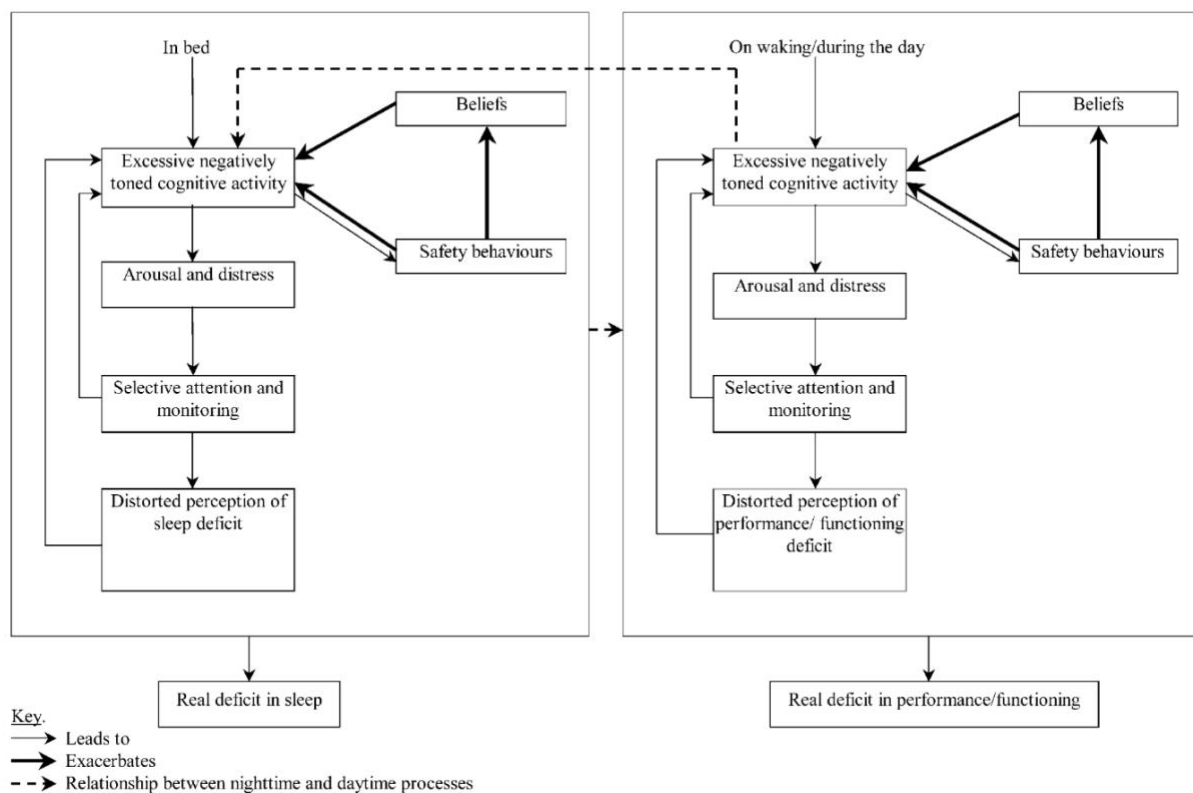 In bed
Beliefs
Excessive negatively
toned cognitive activity
Safety behaviours
Arousal and distress
Selective attention and
monitoring
Distorted perception of
sleep deficit
Real deficit in sleep
On waking/during the day
Beliefs
Excessive negatively
toned cognitive activity
Safety behaviours
Arousal and distress
Selective attention and
monitoring
Distorted perception of
performance/ functioning
deficit
Real deficit in performance/functioning
Key.
Leads to
Exacerbates
Relationship between nighttime and daytime processes